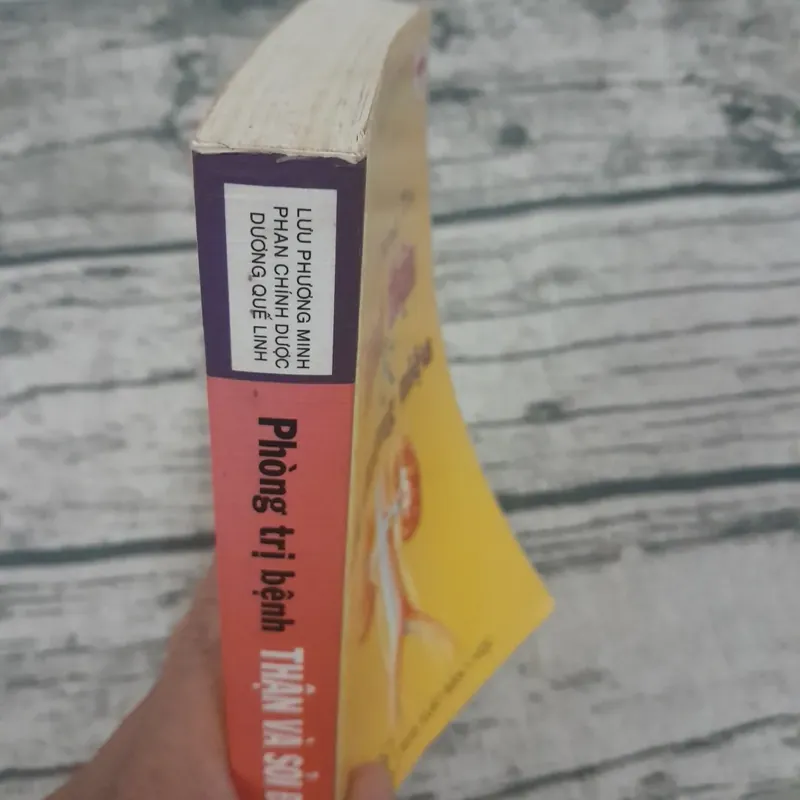 LƯU PHƯƠNG MINH
PHAN CHÍNH DƯỢC
DƯƠNG QUẾ LINH
Phòng trị bệnh THẬN VÀ SỎI